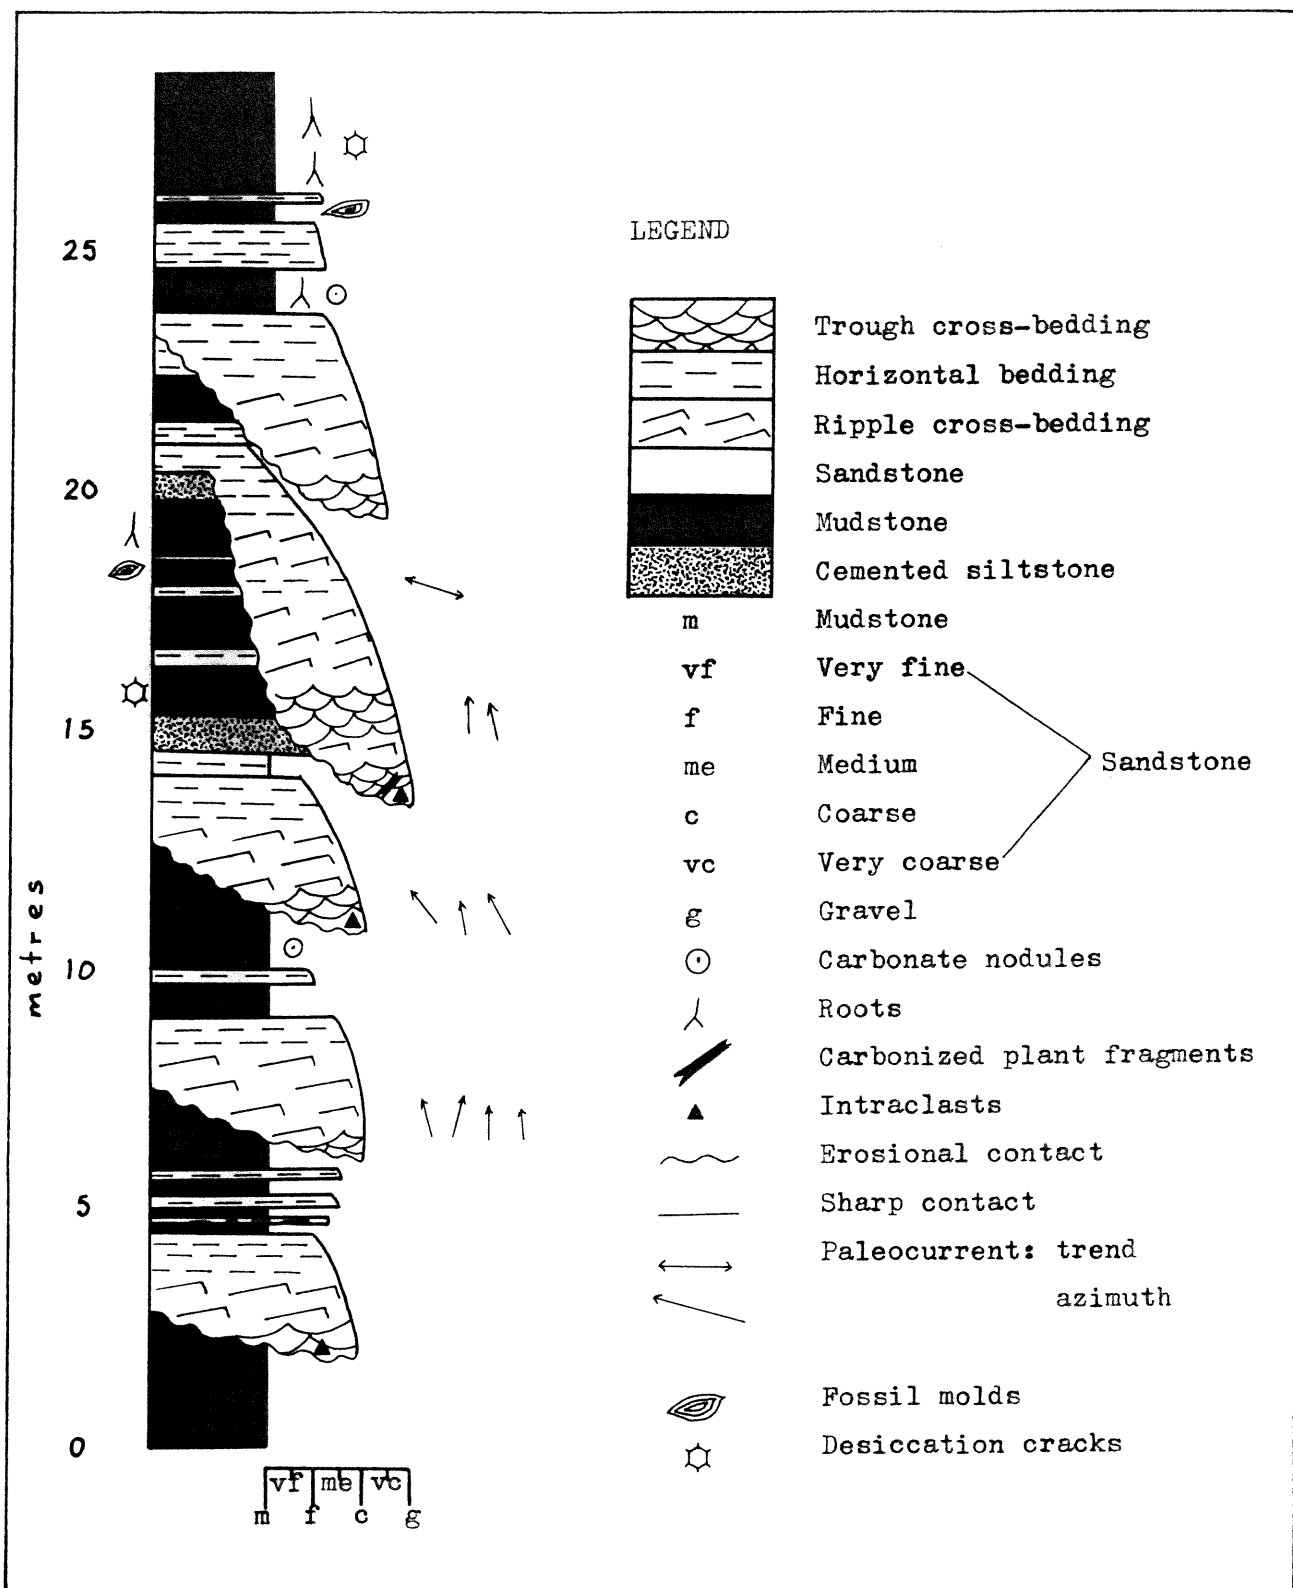 25
20
15
10
5
0
metres
m vf f me c vc g
LEGEND
Trough cross-bedding
Horizontal bedding
Ripple cross-bedding
Sandstone
Mudstone
Cemented siltstone
m Mudstone
vf Very fine
f Fine
me Medium
Sandstone
c Coarse
vc Very coarse
g Gravel
Carbonate nodules
Roots
Carbonized plant fragments
Intraclasts
Erosional contact
Sharp contact
Paleocurrent: trend
azimuth
Fossil molds
Desiccation cracks